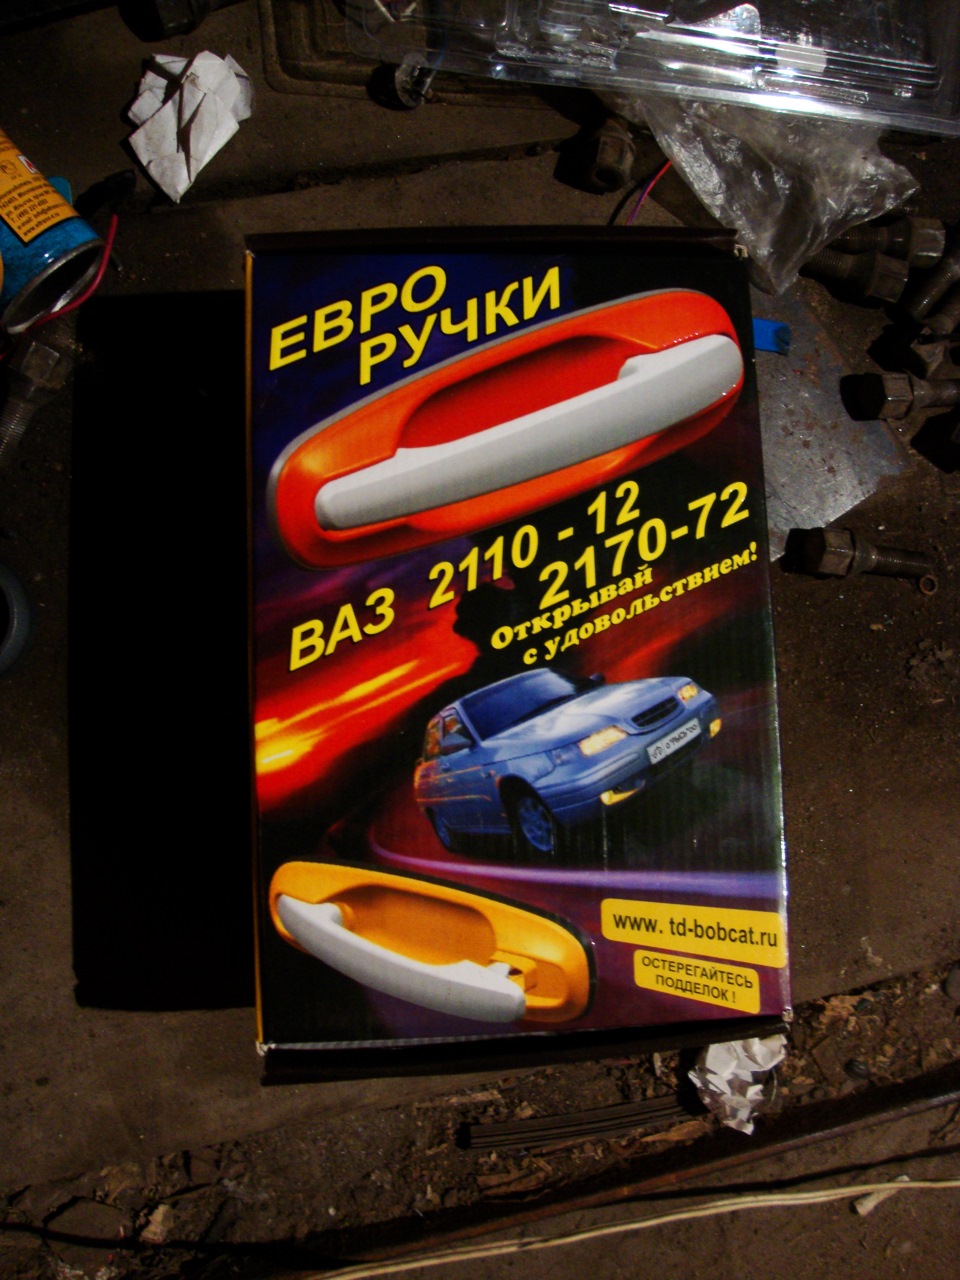 ЕВРО
РУЧКИ
ВАЗ 2110 - 12
2170-72
Открывай
с удовольствием!
www. td-bobcat.ru
ОСТЕРЕГАЙТЕСЬ
ПОДДЕЛОК !